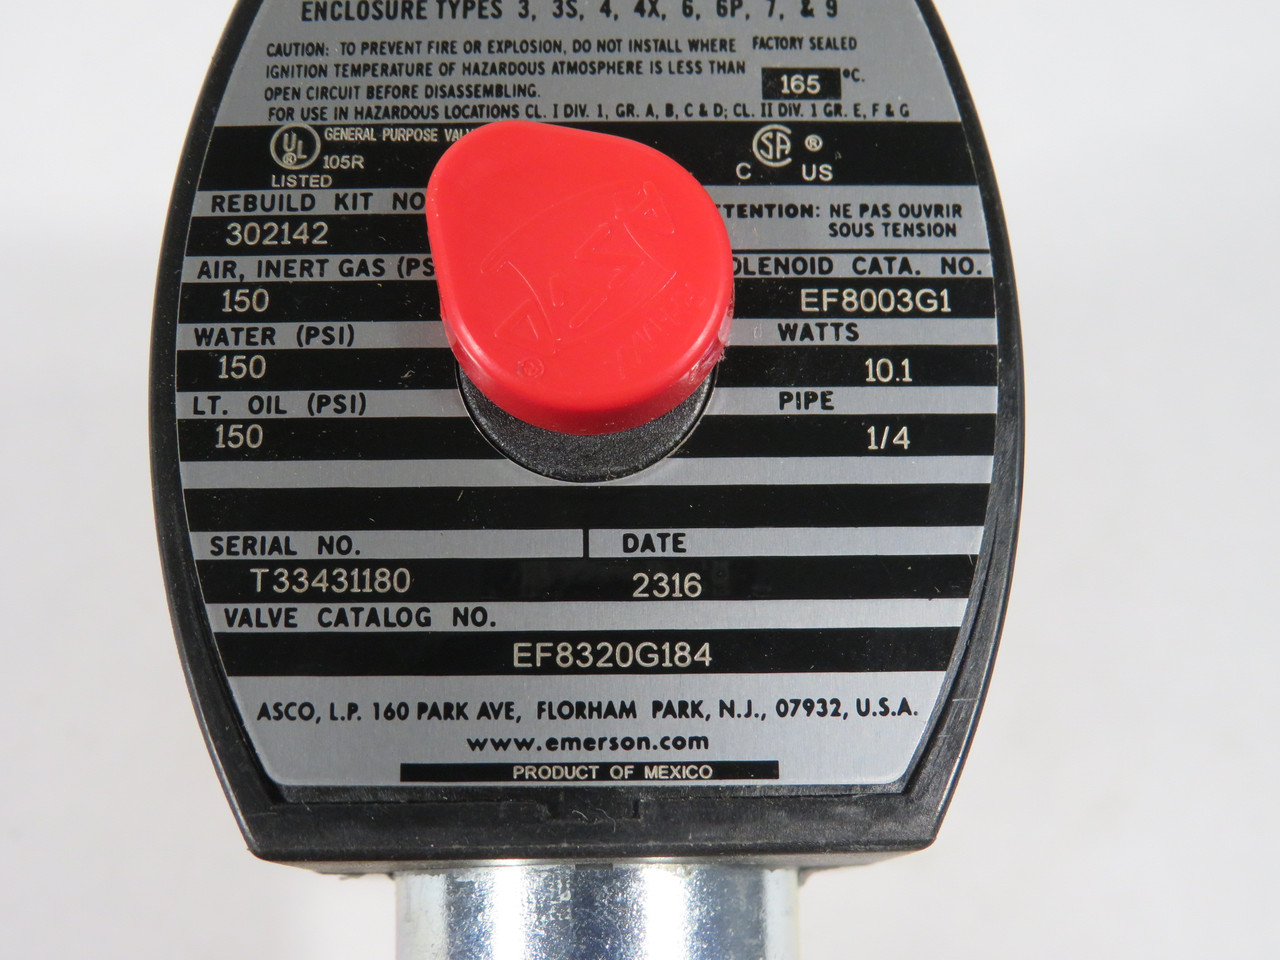 ENCLOSURE TYPES 3, 3S, 4, 4X, 6, 6P, 7, & 9
CAUTION: TO PREVENT FIRE OR EXPLOSION, DO NOT INSTALL WHERE FACTORY SEALED
IGNITION TEMPERATURE OF HAZARDOUS ATMOSPHERE IS LESS THAN 165 °C.
OPEN CIRCUIT BEFORE DISASSEMBLING.
FOR USE IN HAZARDOUS LOCATIONS CL. I DIV. 1, GR. A, B, C & D; CL. II DIV. 1 GR. E, F & G
UL ® GENERAL PURPOSE SA ®
105R C US
LISTED
REBUILD KIT NO : NE PAS OUVRIR
302142 SOUS TENSION
AIR, INERT GAS CATA. NO.
150 EF8003G1
WATER (PSI) WATTS
150 10.1
LT. OIL (PSI) PIPE
150 1/4
SERIAL NO. DATE
T33431180 2316
VALVE CATALOG NO.
EF8320G184
ASCO, L.P. 160 PARK AVE, FLORHAM PARK, N.J., 07932, U.S.A.
www.emerson.com
PRODUCT OF MEXICO